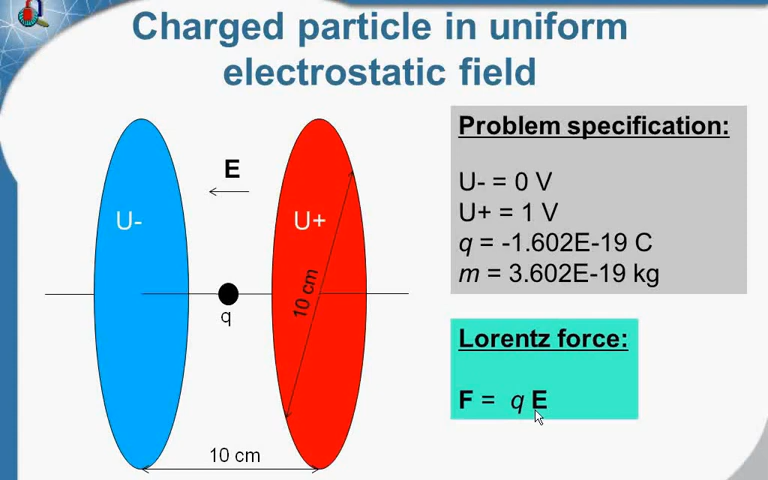 Charged particle in uniform
electrostatic field
Problem specification:
U- = 0 V
U+ = 1 V
q = -1.602E-19 C
m = 3.602E-19 kg
Lorentz force:
F = q E
E
U-
U+
10 cm
q
10 cm